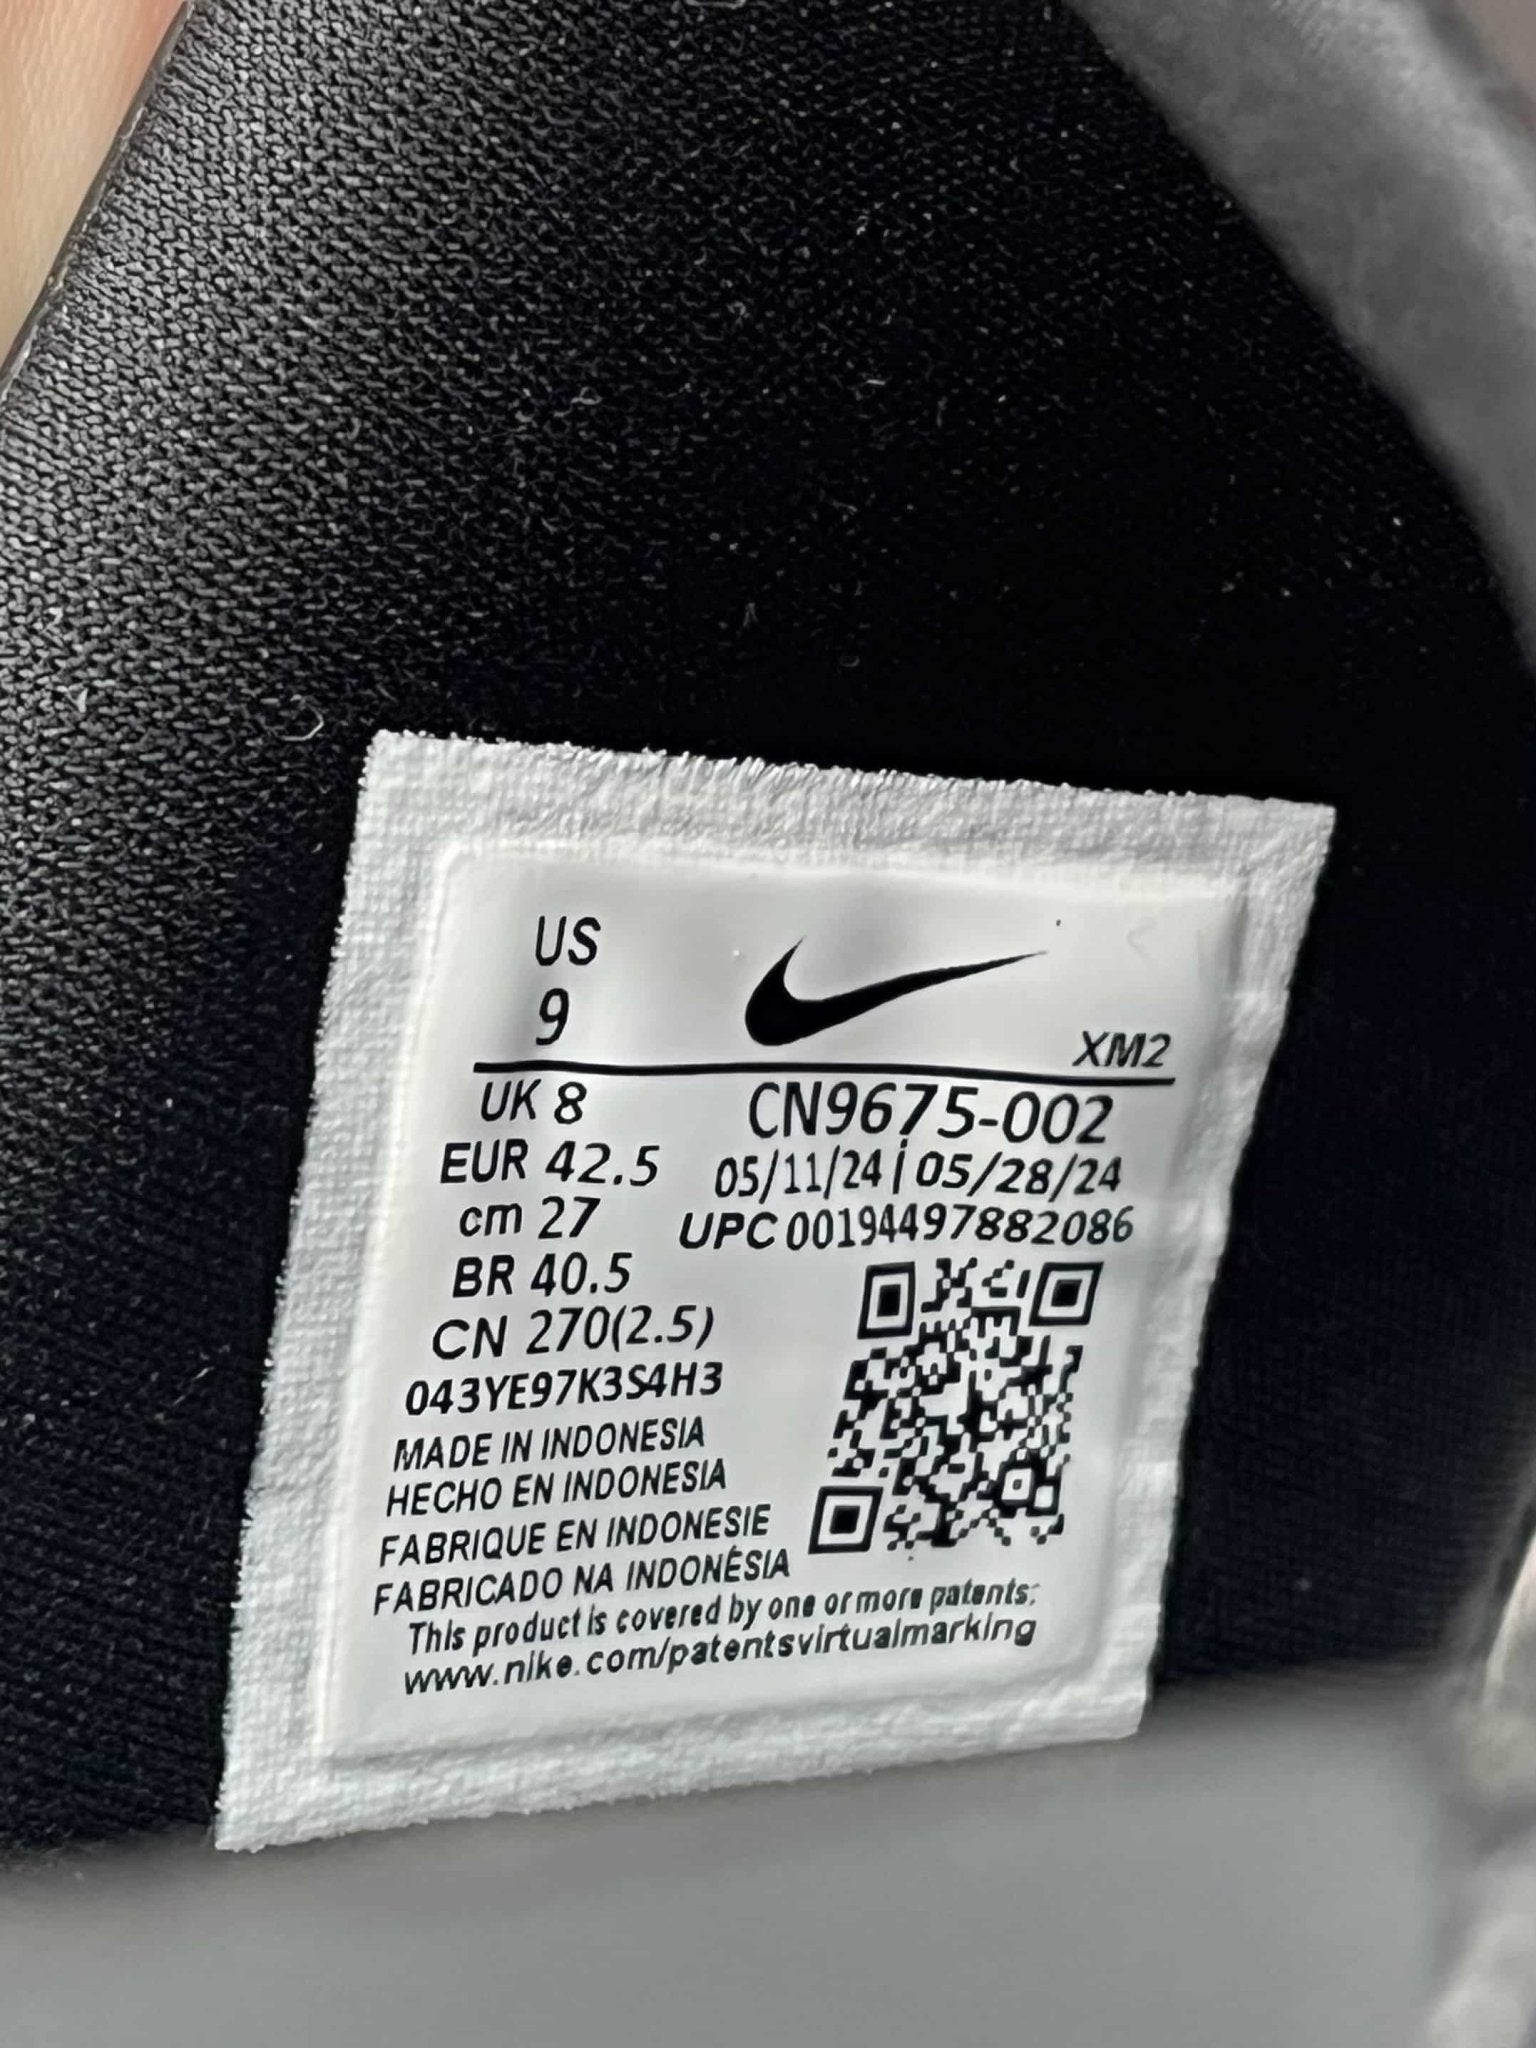 US
9
XM2
UK 8
CN9675-002
EUR 42.5
05/11/24 | 05/28/24
cm 27
UPC 00194497882086
BR 40.5
CN 270(2.5)
043YE97K3S4H3
MADE IN INDONESIA
HECHO EN INDONESIA
FABRIQUE EN INDONESIE
FABRICADO NA INDONÉSIA
This product is covered by one or more patents:
www.nike.com/patentsvirtualmarking